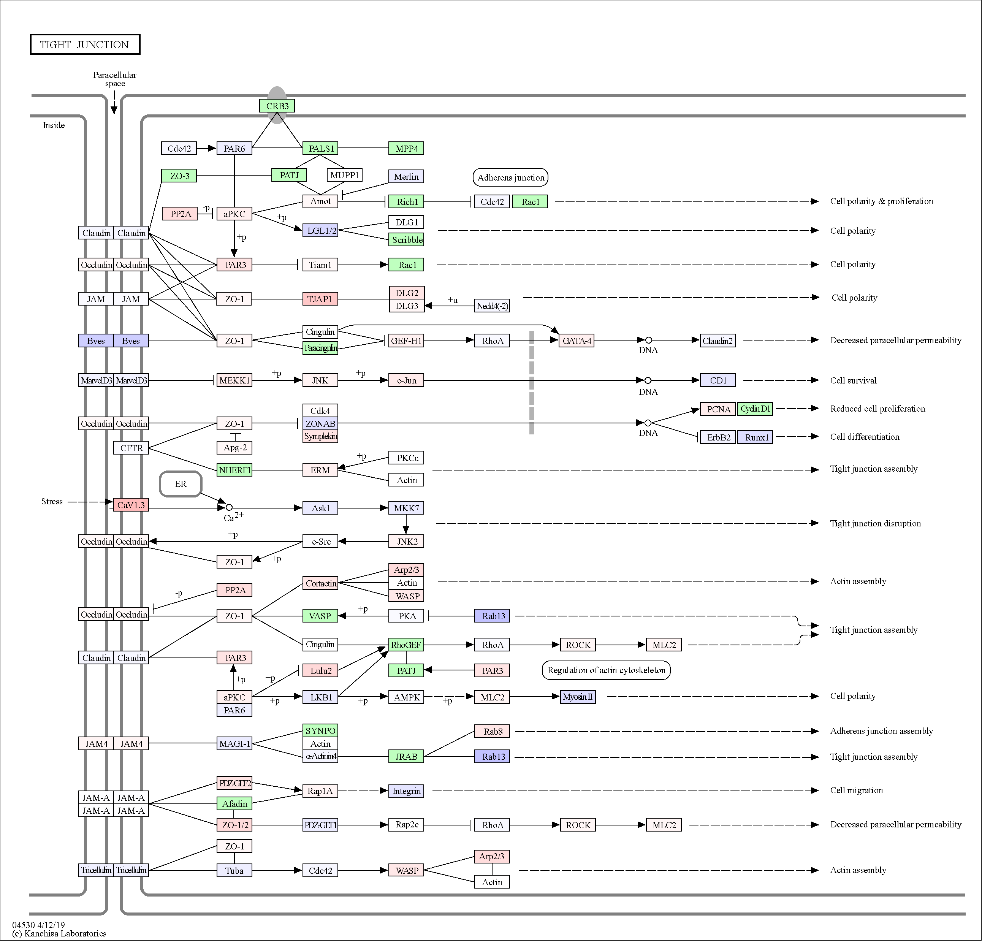 TIGHT JUNCTION
Paracellular
space
Inside
CRB3
Cdc42 PAR6 PALS1 MPP4
ZO-3 PATJ MUPP1 Merlin Adherens junction
Amot Rich1 Cdc42 Rac1 Cell polarity & proliferation
PP2A -p aPKC +p DLG1
Claudin Claudin LGL1/2 Cell polarity
+p Scribble
Occludin Occludin PAR3 Tiam1 Rac1 Cell polarity
DLG2
JAM JAM ZO-1 TJAP1 Cell polarity
DLG3 +u Nedd4(-2)
Cingulin
Bves Bves ZO-1 GEF-H1 RhoA GATA-4 Claudin2 Decreased paracellular permeability
Paracingulin DNA
MarvelD3 MarvelD3 MEKK1 +p JNK +p c-Jun CD1 Cell survival
DNA
Cdk4 PCNA Cyclin D1 Reduced cell proliferation
Occludin Occludin ZO-1 ZONAB
DNA
Symplekin ErbB2 Runx1 Cell differentiation
CFTR Apg-2
PKCε
NHERF1 ERM +p Tight junction assembly
Actin
ER
Stress CaV1.3 Ask1 MKK7
Ca2+
Tight junction disruption
Occludin Occludin +p c-Src JNK2
ZO-1 +p
Arp2/3
PP2A Cortactin Actin Actin assembly
-p WASP
Occludin Occludin ZO-1 VASP +p PKA Rab13
Tight junction assembly
Cingulin RhoGEF RhoA ROCK MLC2
Claudin Claudin PAR3
Lulu2 PATJ PAR3 Regulation of actin cytoskeleton
+p -p
aPKC LKB1 AMPK MLC2 Myosin II Cell polarity
PAR6 +p +p +p
SYNPO Rab8 Adherens junction assembly
JAM4 JAM4 MAGI-1 Actin
α-Actinin4 JRAB Rab13 Tight junction assembly
PDZGEF2
JAM-A JAM-A Rap1A Integrin Cell migration
JAM-A JAM-A Afadin
ZO-1/2 PDZGEF1 Rap2c RhoA ROCK MLC2 Decreased paracellular permeability
ZO-1
Arp2/3
Tricellulin Tricellulin Tuba Cdc42 WASP Actin assembly
Actin
04530 4/12/19
(c) Kanehisa Laboratories